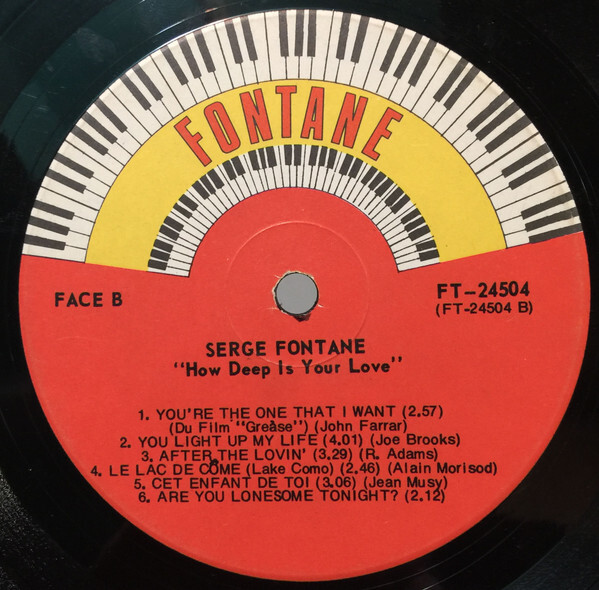 FONTANE
FACE B
FT-24504
(FT-24504 B)
SERGE FONTANE
"How Deep Is Your Love"
1. YOU'RE THE ONE THAT I WANT (2.57)
(Du Film "Grease") (John Farrar)
2. YOU LIGHT UP MY LIFE (4.01) (Joe Brooks)
3. AFTER THE LOVIN' (3.29) (R. Adams)
4. LE LAC DE CÔME (Lake Como) (2.46) (Alain Morisod)
5. CET ENFANT DE TOI (3.06) (Jean Musy)
6. ARE YOU LONESOME TONIGHT? (2.12)